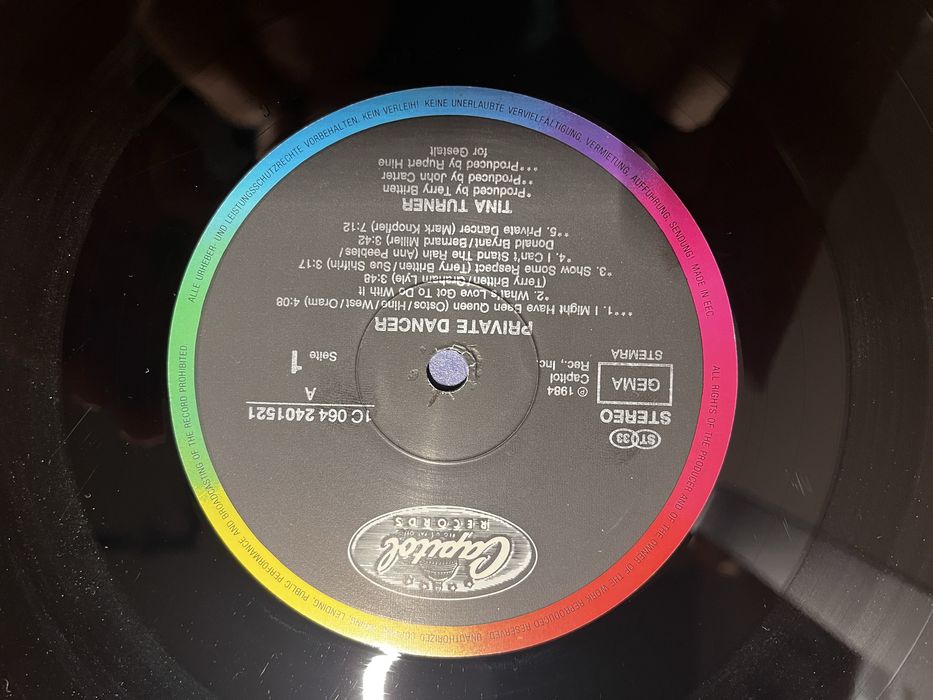 Capitol
RECORDS
ST 33
STEREO
GEMA
STEMRA
℗ 1984
Capitol
Rec., Inc.
1C 064 2401521
A
Seite 1
PRIVATE DANCER
***1. I Might Have Been Queen (Ostos/Hine/West/Oram) 4:08
*2. What's Love Got To Do With It
(Terry Britten/Graham Lyle) 3:48
*3. Show Some Respect (Terry Britten/Sue Shifrin) 3:17
*4. I Can't Stand The Rain (Ann Peebles/
Donald Bryant/Bernard Miller) 3:42
**5. Private Dancer (Mark Knopfler) 7:12
TINA TURNER
*Produced by Terry Britten
**Produced by John Carter
***Produced by Rupert Hine
for Gestalt
ALLE URHEBER- UND LEISTUNGSSCHUTZRECHTE VORBEHALTEN. KEIN VERLEIH! KEINE UNERLAUBTE VERVIELFÄLTIGUNG, VERMIETUNG, AUFFÜHRUNG, SENDUNG! MADE IN EEC.
ALL RIGHTS OF THE PRODUCER AND OF THE OWNER OF THE WORK REPRODUCED RESERVED. UNAUTHORIZED LENDING, PUBLIC PERFORMANCE AND BROADCASTING OF THE RECORD PROHIBITED.